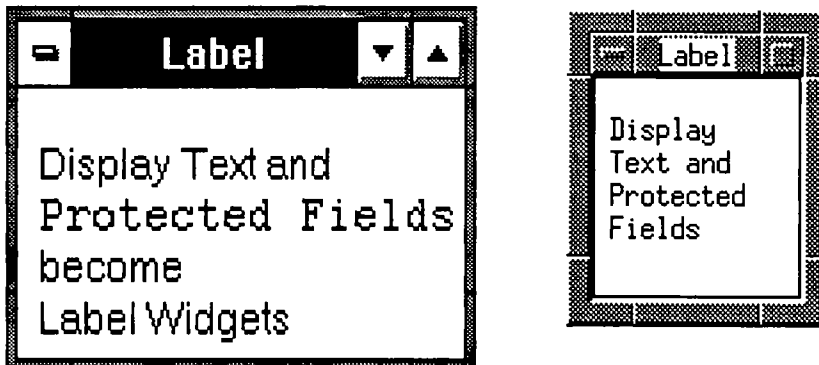 Label
Display Text and
Protected Fields
become
Label Widgets
Label
Display
Text and
Protected
Fields